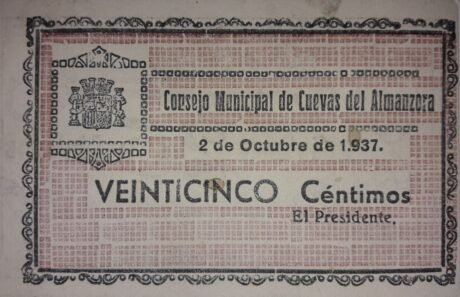 Consejo Municipal de Cuevas del Almanzora
2 de Octubre de 1.937.
VEINTICINCO Céntimos
El Presidente.